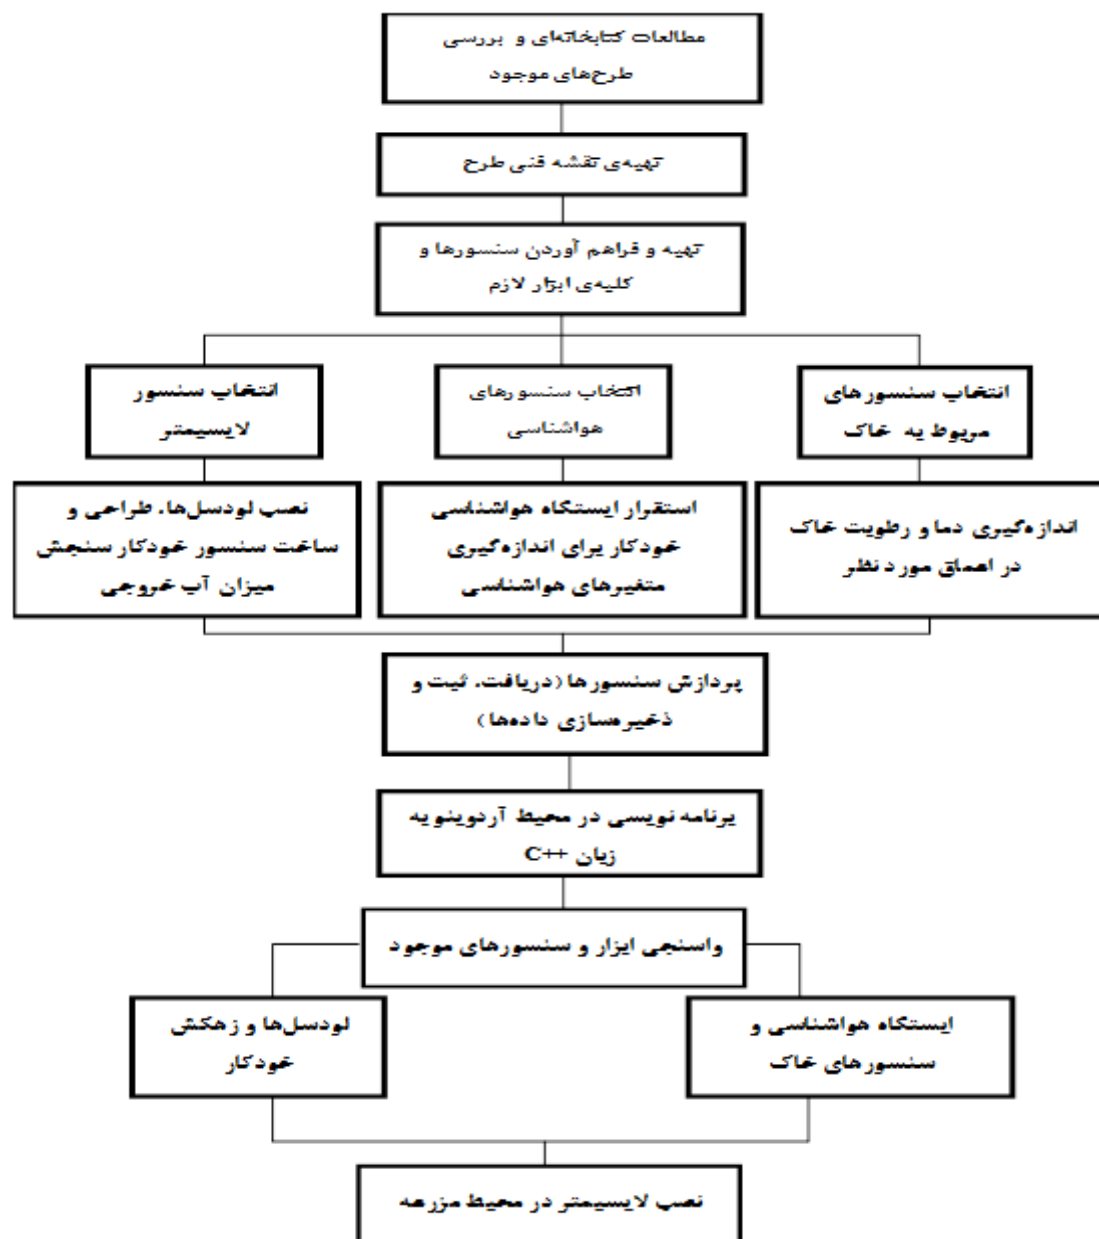 مطالعات کتابخانه‌ای و بررسی
طرح‌های موجود
تهیه‌ی نقشه فنی طرح
تهیه و فراهم آوردن سنسورها و
کلیه‌ی ابزار لازم
انتخاب سنسورهای
مربوط به خاک
انتخاب سنسورهای
هواشناسی
انتخاب سنسور
لایسیمتر
اندازه‌گیری دما و رطوبت خاک
در اعماق مورد نظر
استقرار ایستگاه هواشناسی
خودکار برای اندازه‌گیری
متغیرهای هواشناسی
نصب لودسل‌ها، طراحی و
ساخت سنسور خودکار سنجش
میزان آب خروجی
پردازش سنسورها (دریافت، ثبت و
ذخیره‌سازی داده‌ها)
برنامه نویسی در محیط آردوینو به
زبان C++
واسنجی ابزار و سنسورهای موجود
ایستگاه هواشناسی و
سنسورهای خاک
لودسل‌ها و زهکش
خودکار
نصب لایسیمتر در محیط مزرعه